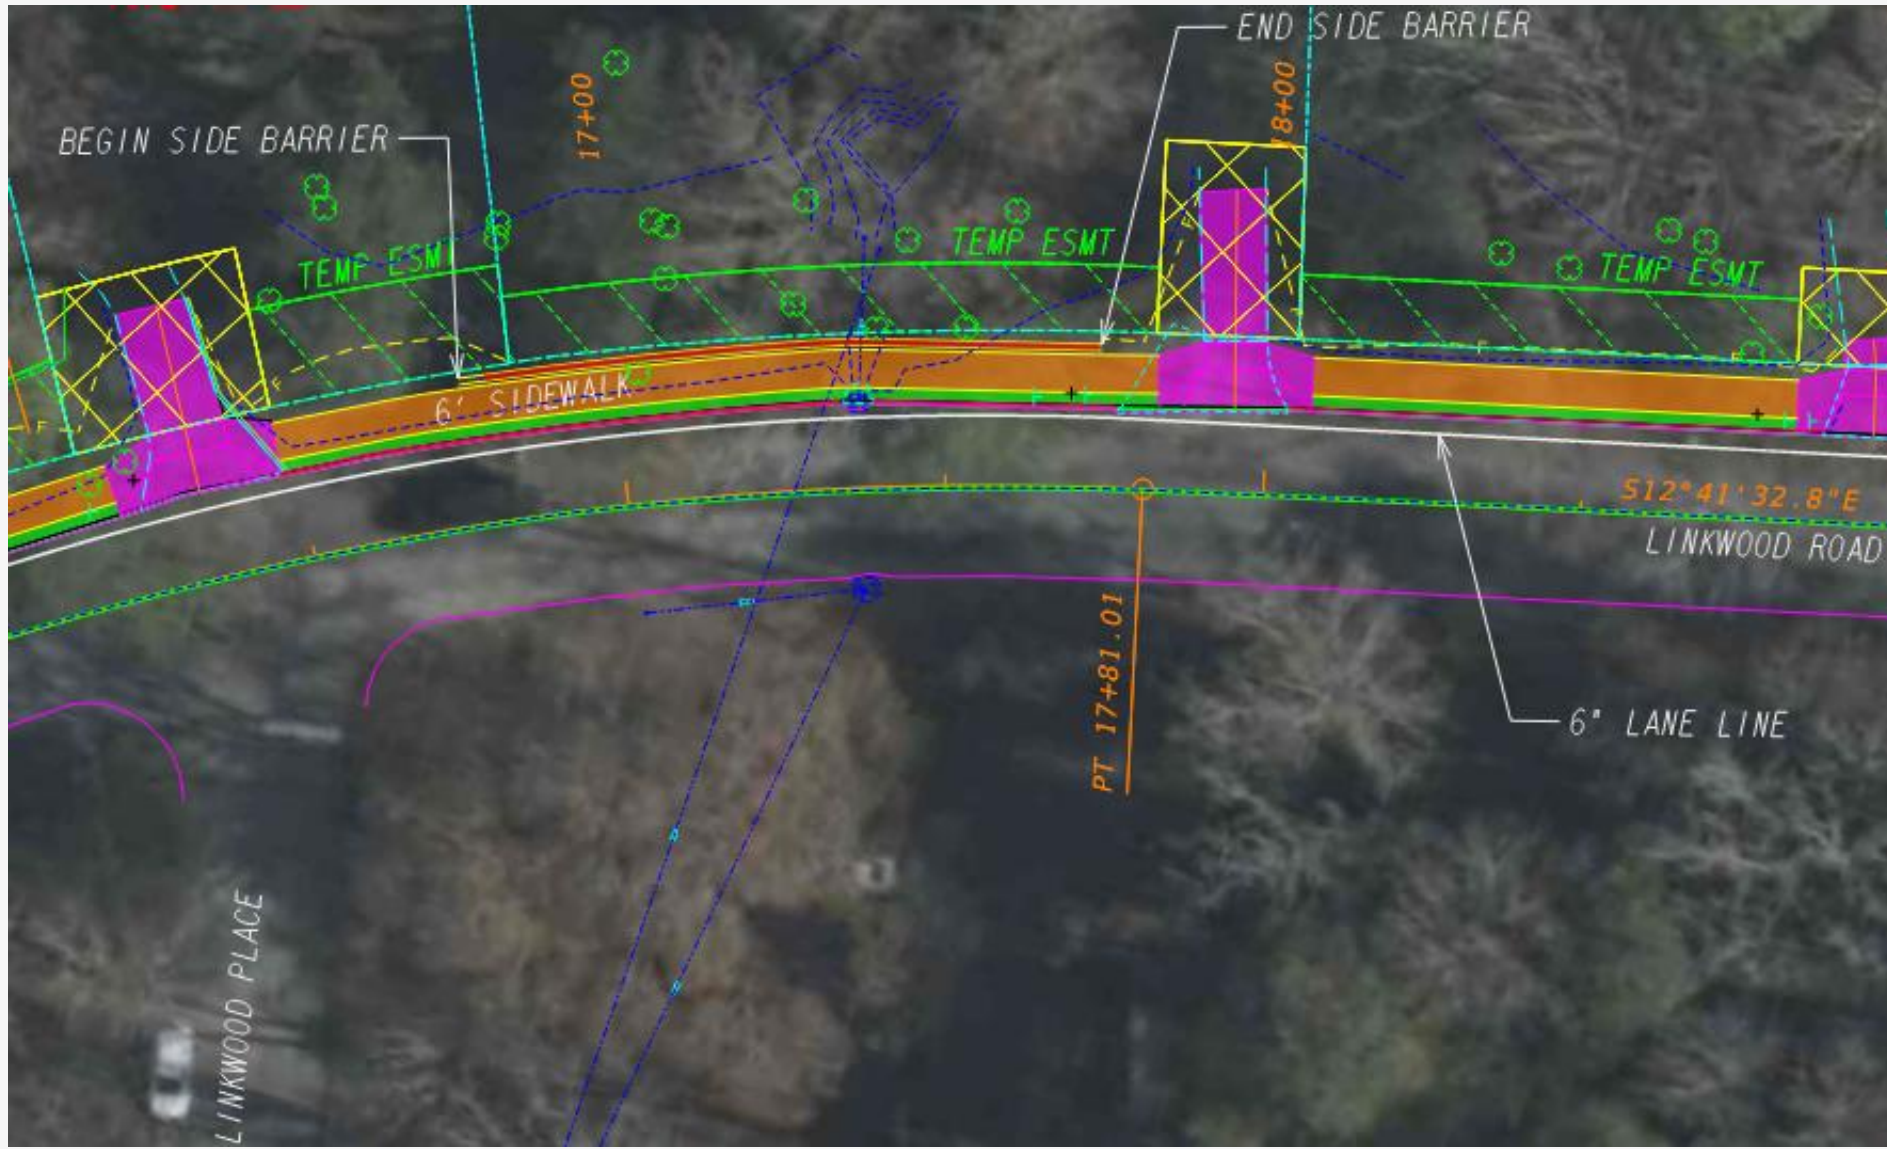 END SIDE BARRIER
17+00
18+00
BEGIN SIDE BARRIER
TEMP ESMT
TEMP ESMT
TEMP ESMT
F
F
F
F
F
6' SIDEWALK
S12°41'32.8"E
LINKWOOD ROAD
PT 17+81.01
6" LANE LINE
LINKWOOD PLACE